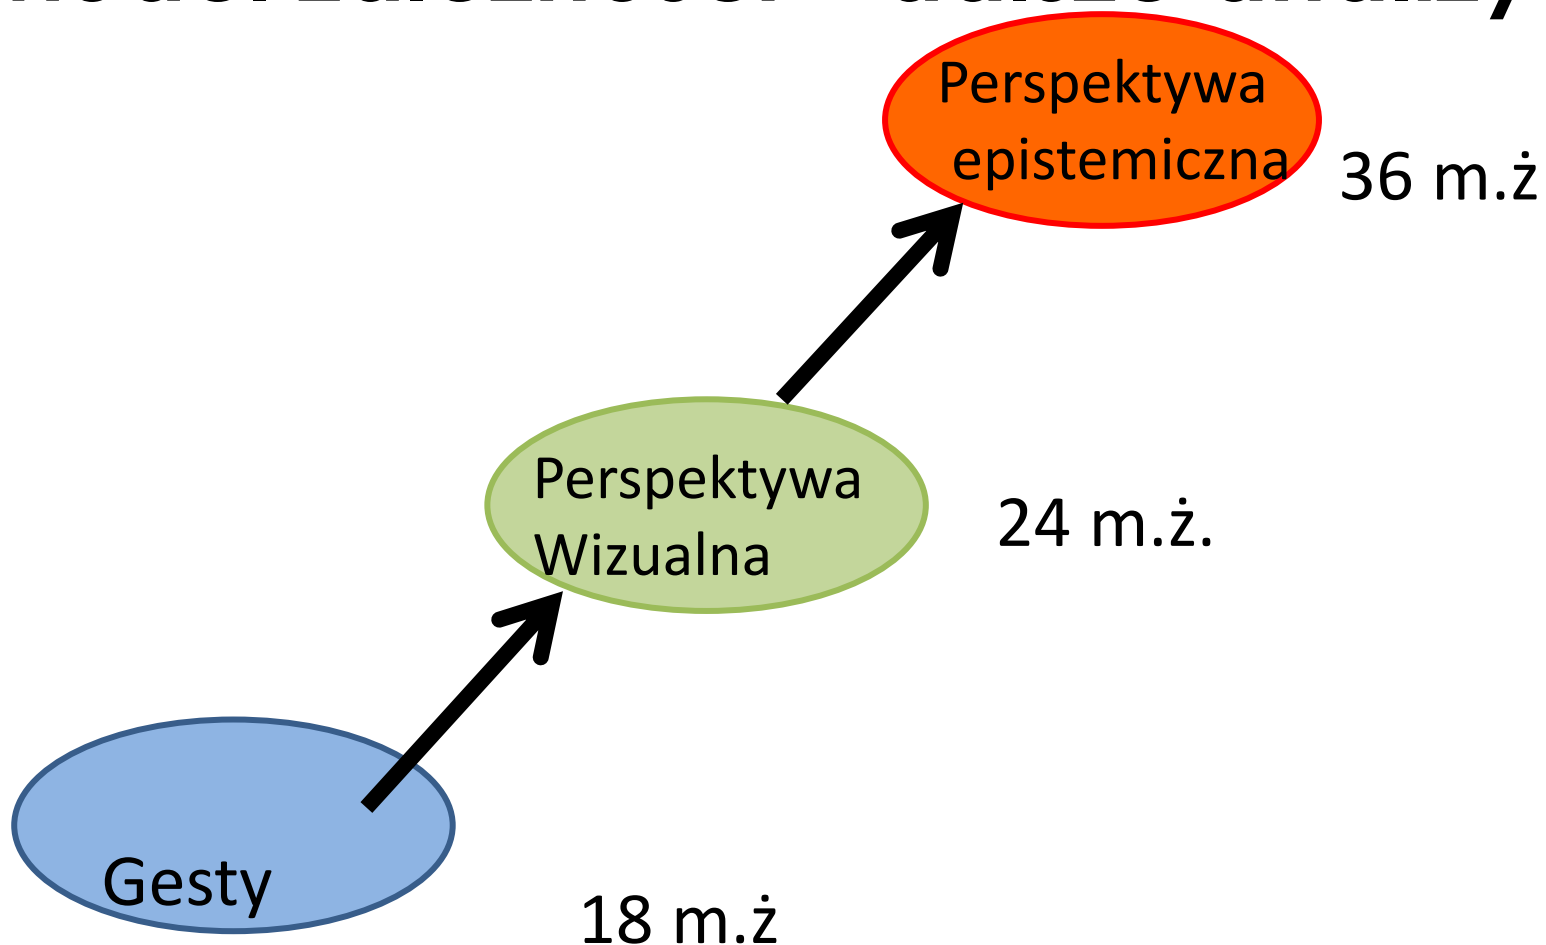 Perspektywa
epistemiczna
36 m.ż
Perspektywa
Wizualna
24 m.ż.
Gesty
18 m.ż